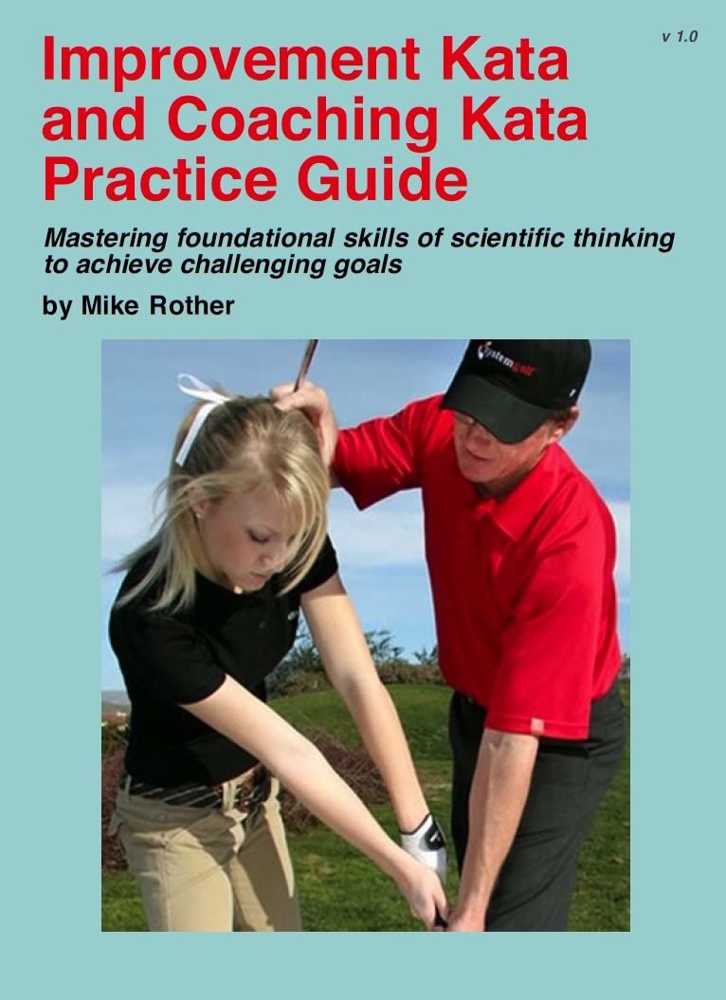 v 1.0
Improvement Kata
and Coaching Kata
Practice Guide
Mastering foundational skills of scientific thinking
to achieve challenging goals
by Mike Rother
systemgolf